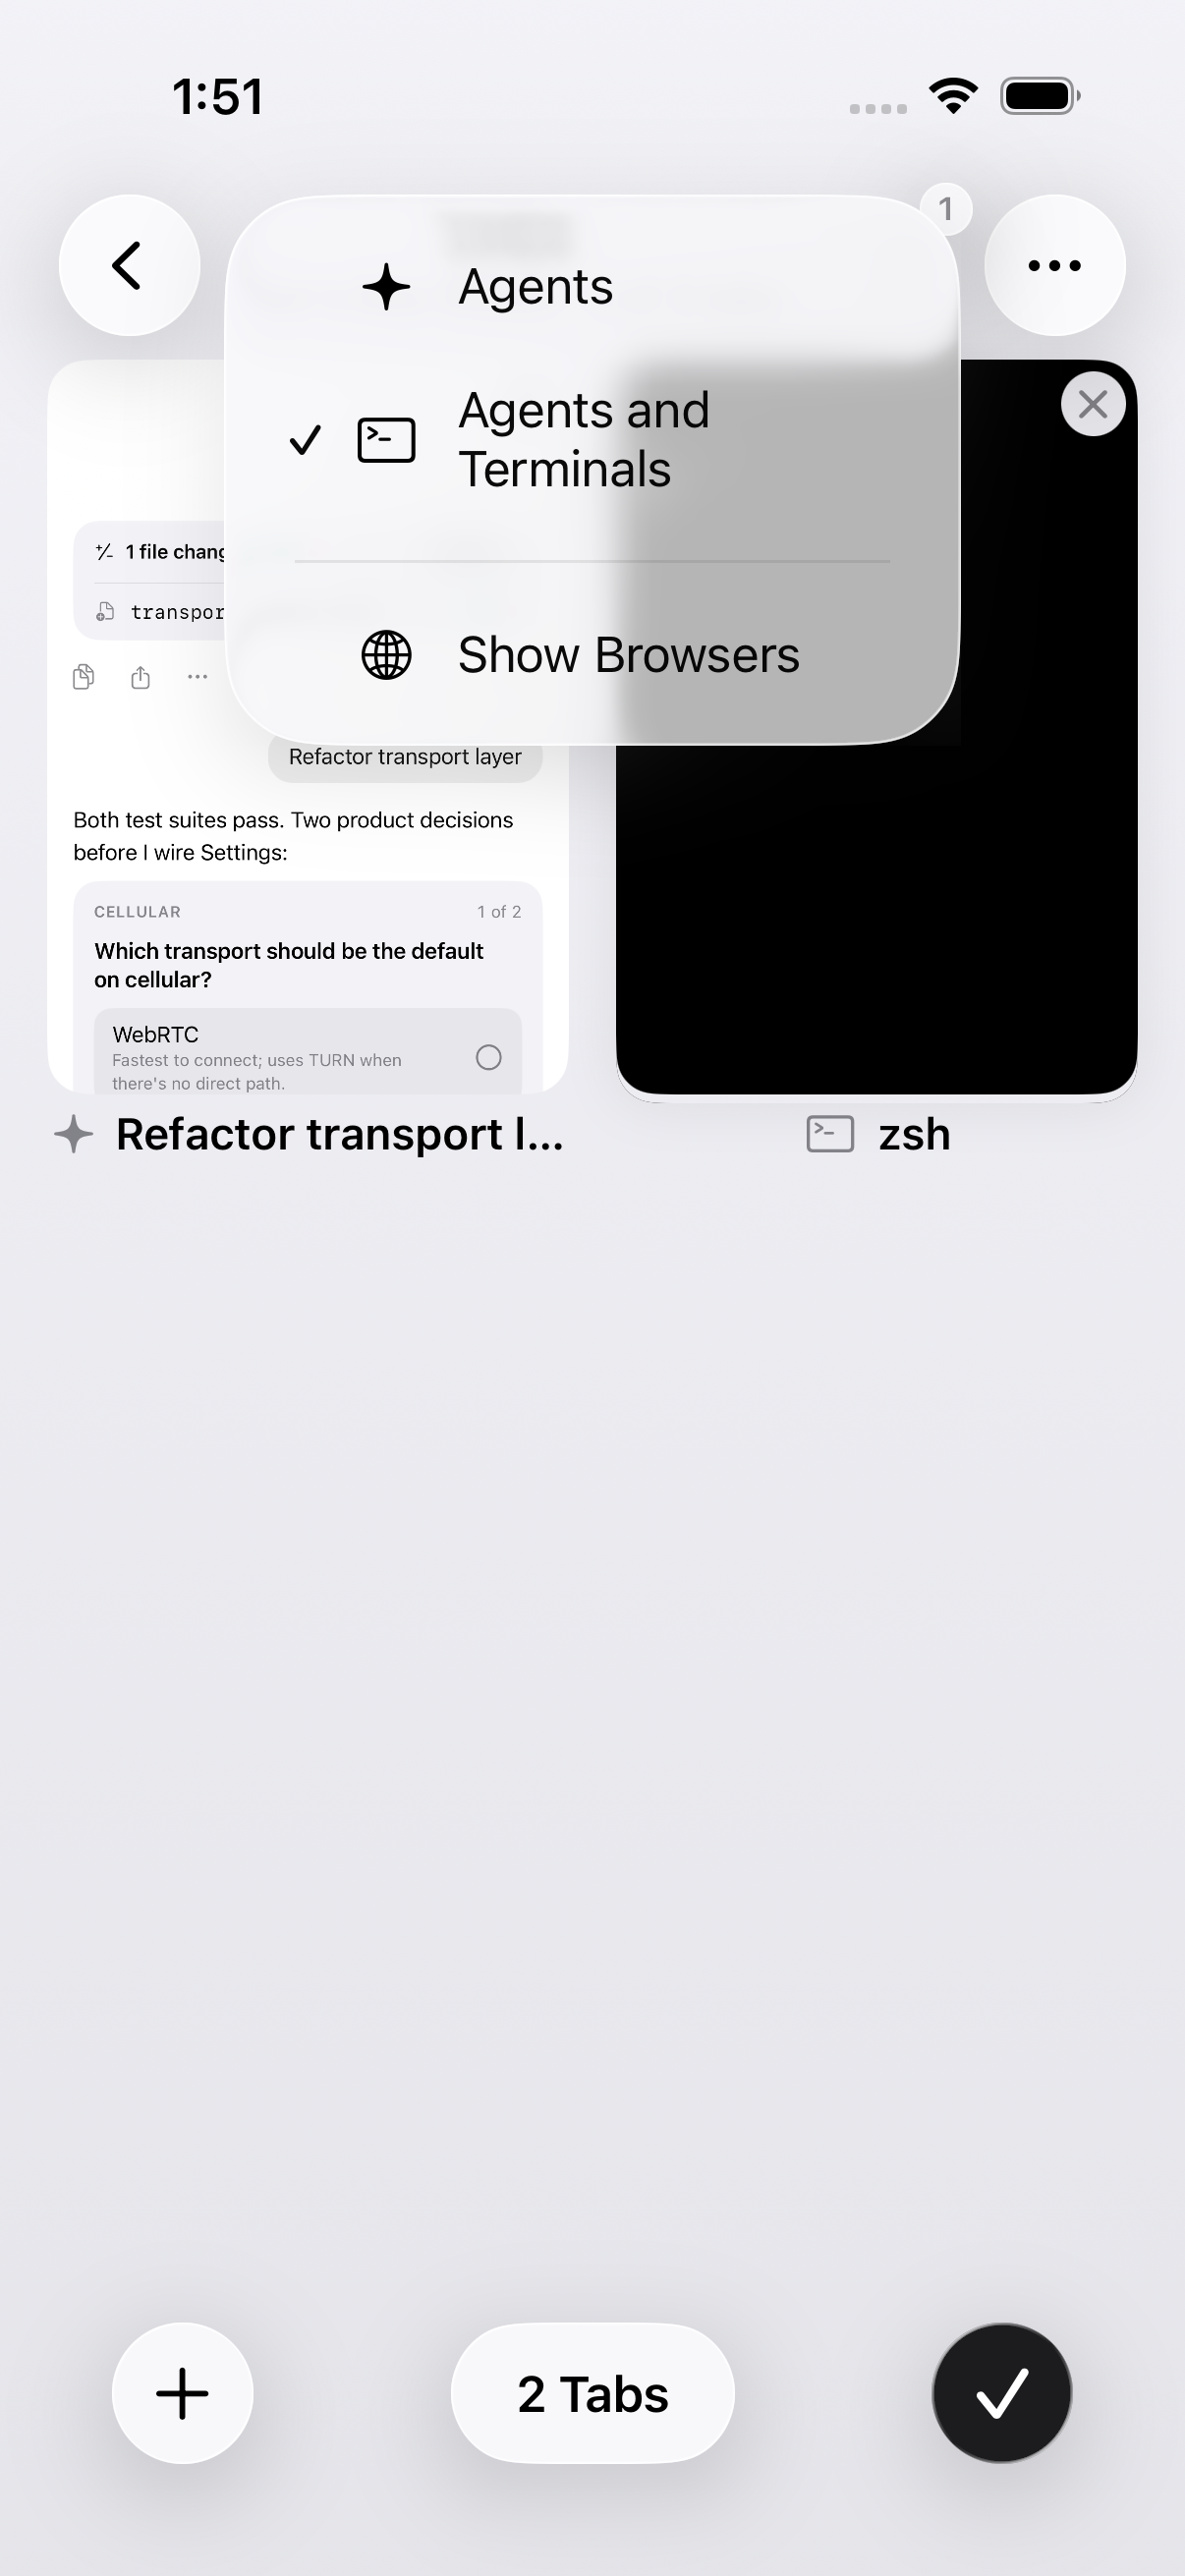 1:51
1
Agents
Agents and
Terminals
Show Browsers
1 file chang
transpor
Refactor transport layer
Both test suites pass. Two product decisions
before I wire Settings:
CELLULAR 1 of 2
Which transport should be the default
on cellular?
WebRTC
Fastest to connect; uses TURN when
there's no direct path.
Refactor transport l...
zsh
2 Tabs